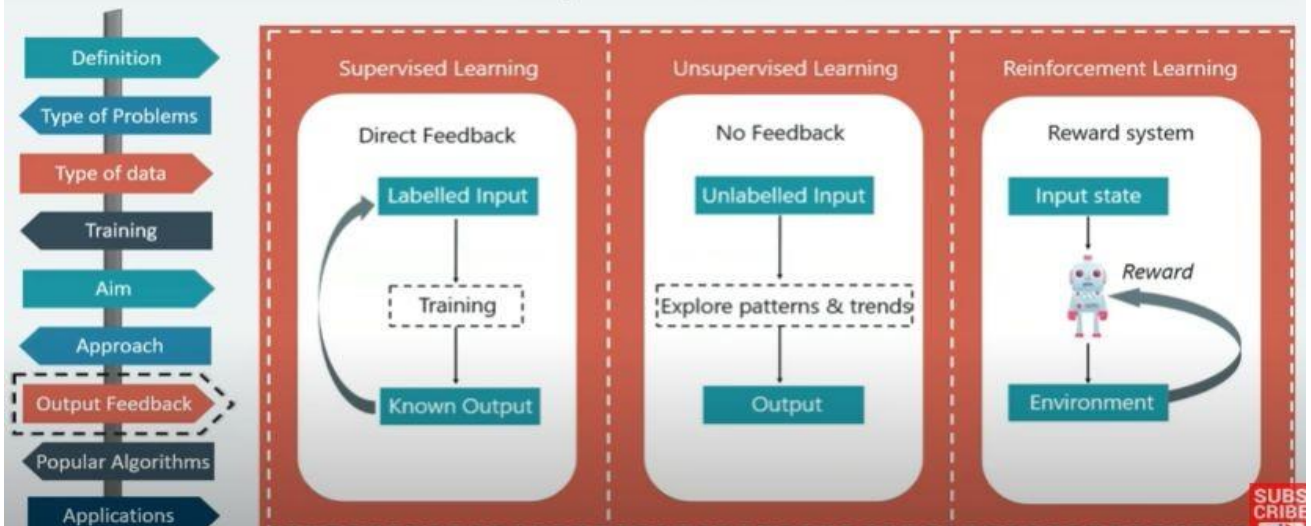 Definition
Type of Problems
Type of data
Training
Aim
Approach
Output Feedback
Popular Algorithms
Applications
Supervised Learning
Direct Feedback
Labelled Input
Training
Known Output
Unsupervised Learning
No Feedback
Unlabelled Input
Explore patterns & trends
Output
Reinforcement Learning
Reward system
Input state
Reward
Environment
SUBS
CRIBE